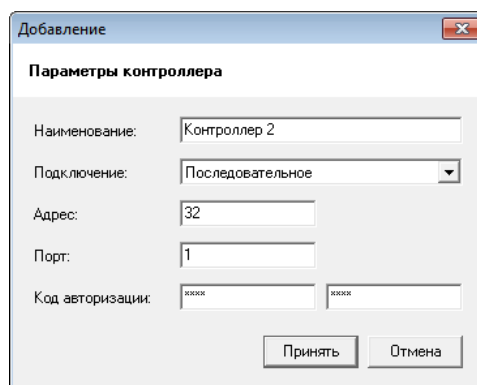 Добавление
Параметры контроллера
Наименование: Контроллер 2
Подключение: Последовательное
Адрес: 32
Порт: 1
Код авторизации: **** ****
Принять Отмена